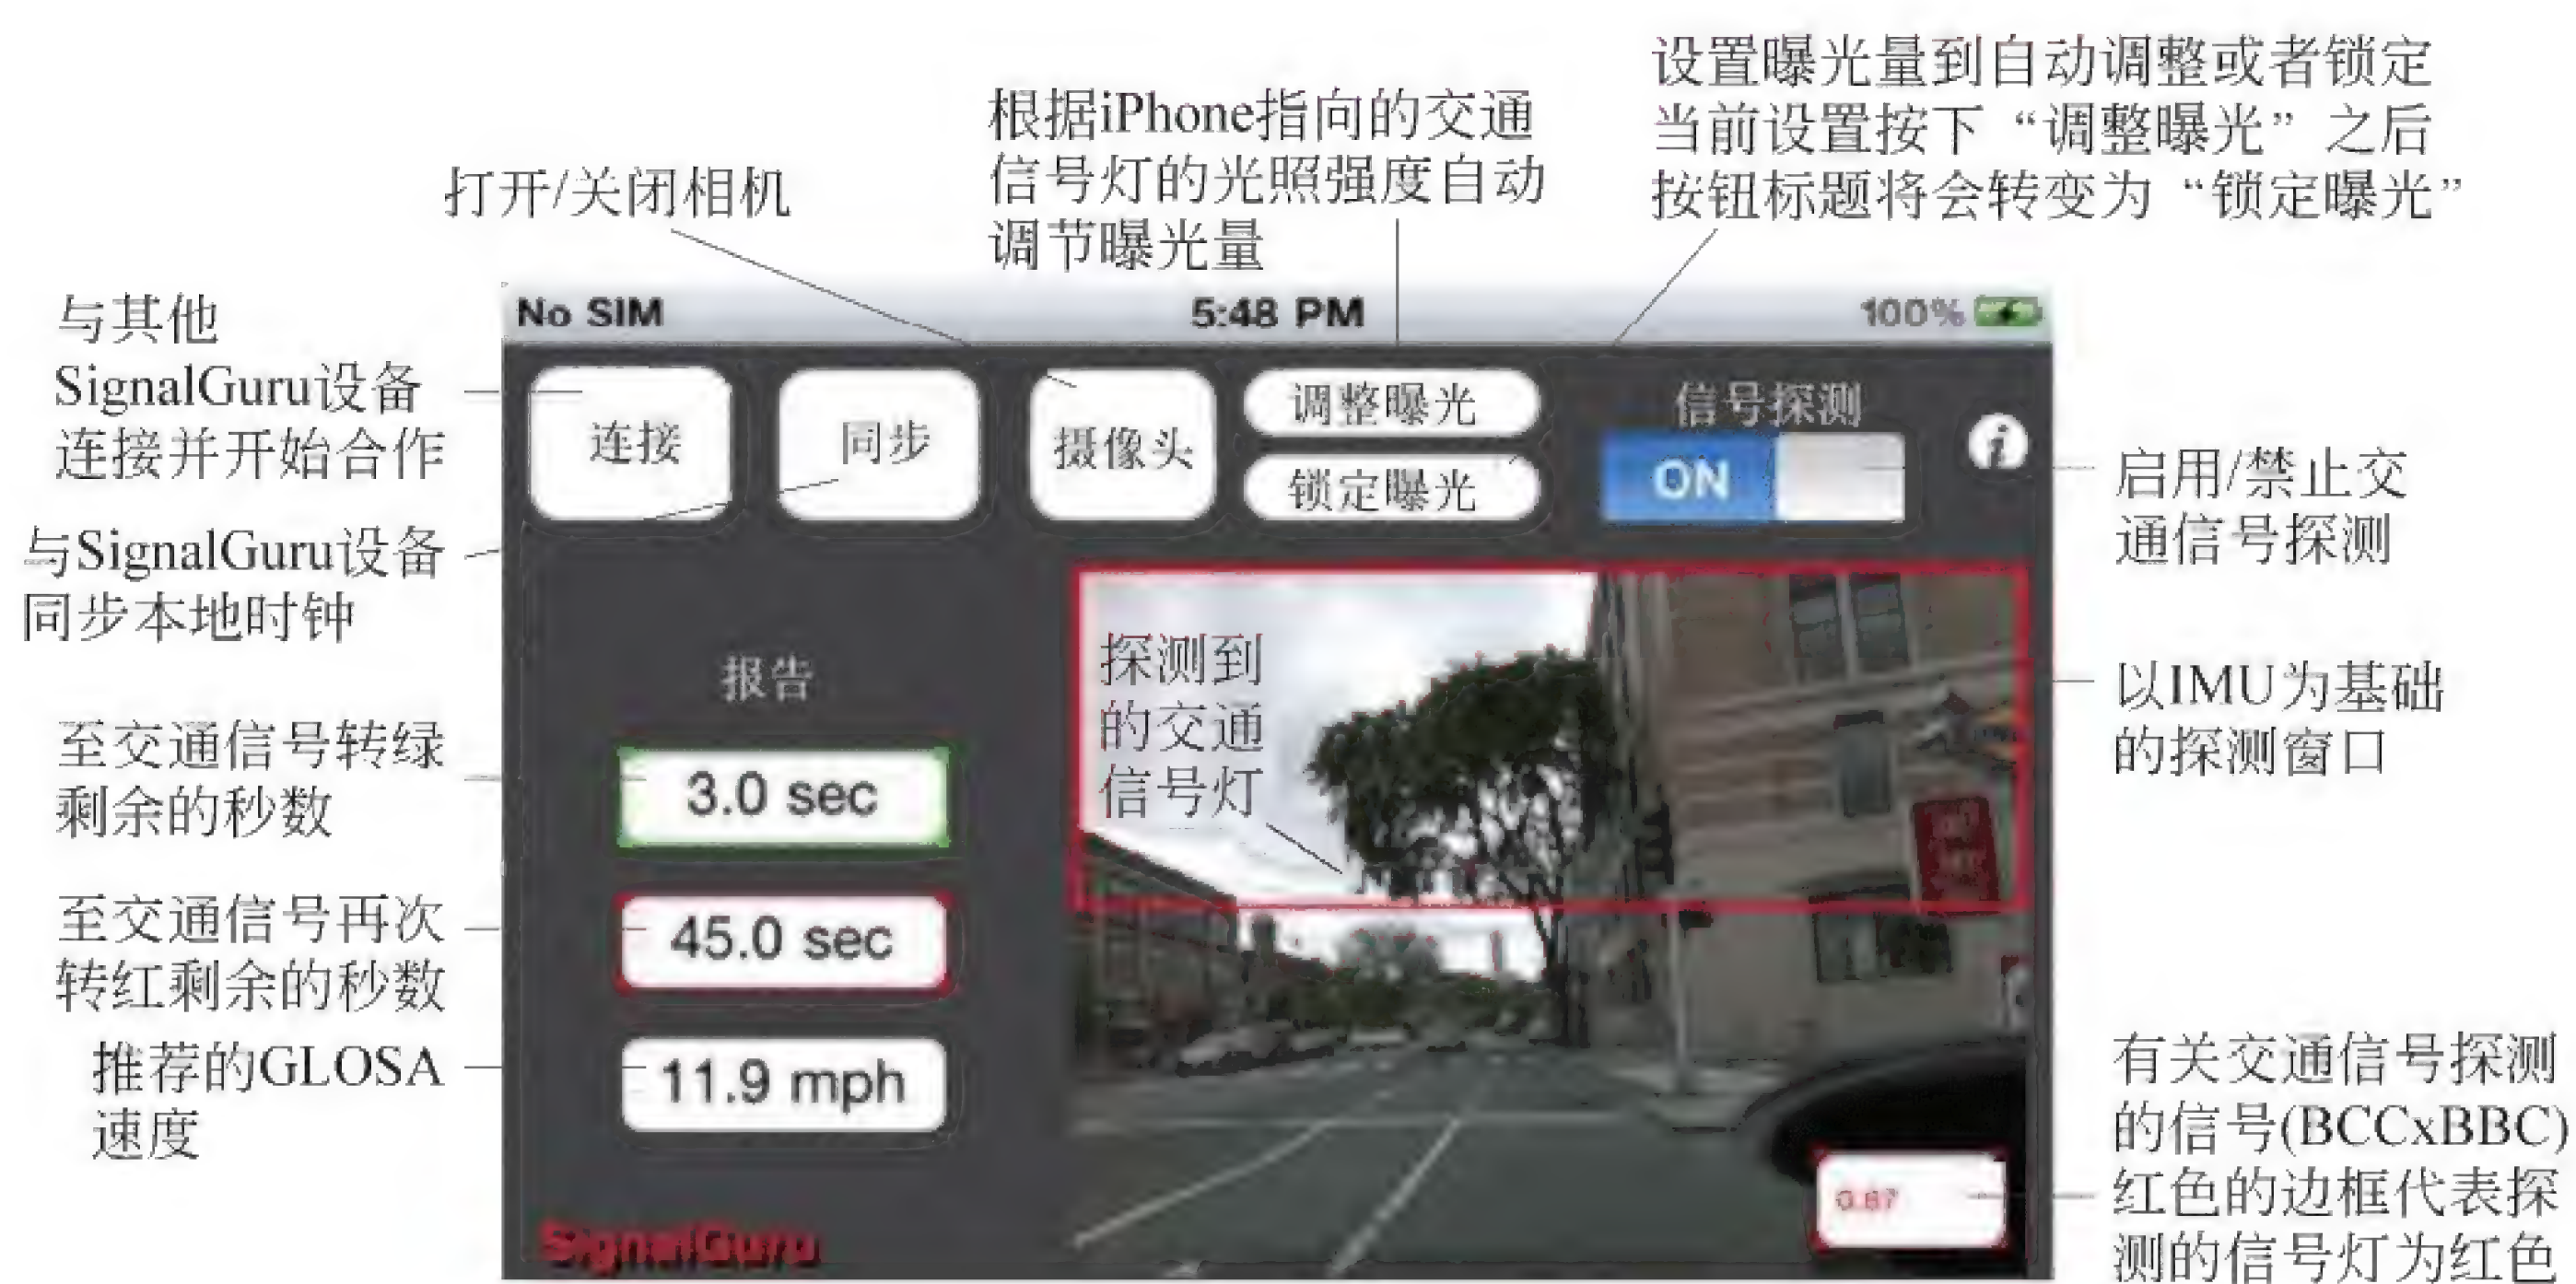 设置曝光量到自动调整或者锁定
当前设置按下“调整曝光”之后
按钮标题将会转变为“锁定曝光”
根据iPhone指向的交通
信号灯的光照强度自动
调节曝光量
打开/关闭相机
与其他
SignalGuru设备
连接并开始合作
与SignalGuru设备
同步本地时钟
至交通信号转绿
剩余的秒数
至交通信号再次
转红剩余的秒数
推荐的GLOSA
速度
No SIM
5:48 PM
100%
连接
同步
摄像头
调整曝光
锁定曝光
信号探测
ON
i
报告
3.0 sec
45.0 sec
11.9 mph
SignalGuru
探测到
的交通
信号灯
0.67
启用/禁止交
通信号探测
以IMU为基础
的探测窗口
有关交通信号探测
的信号(BCCxBBC)
红色的边框代表探
测的信号灯为红色